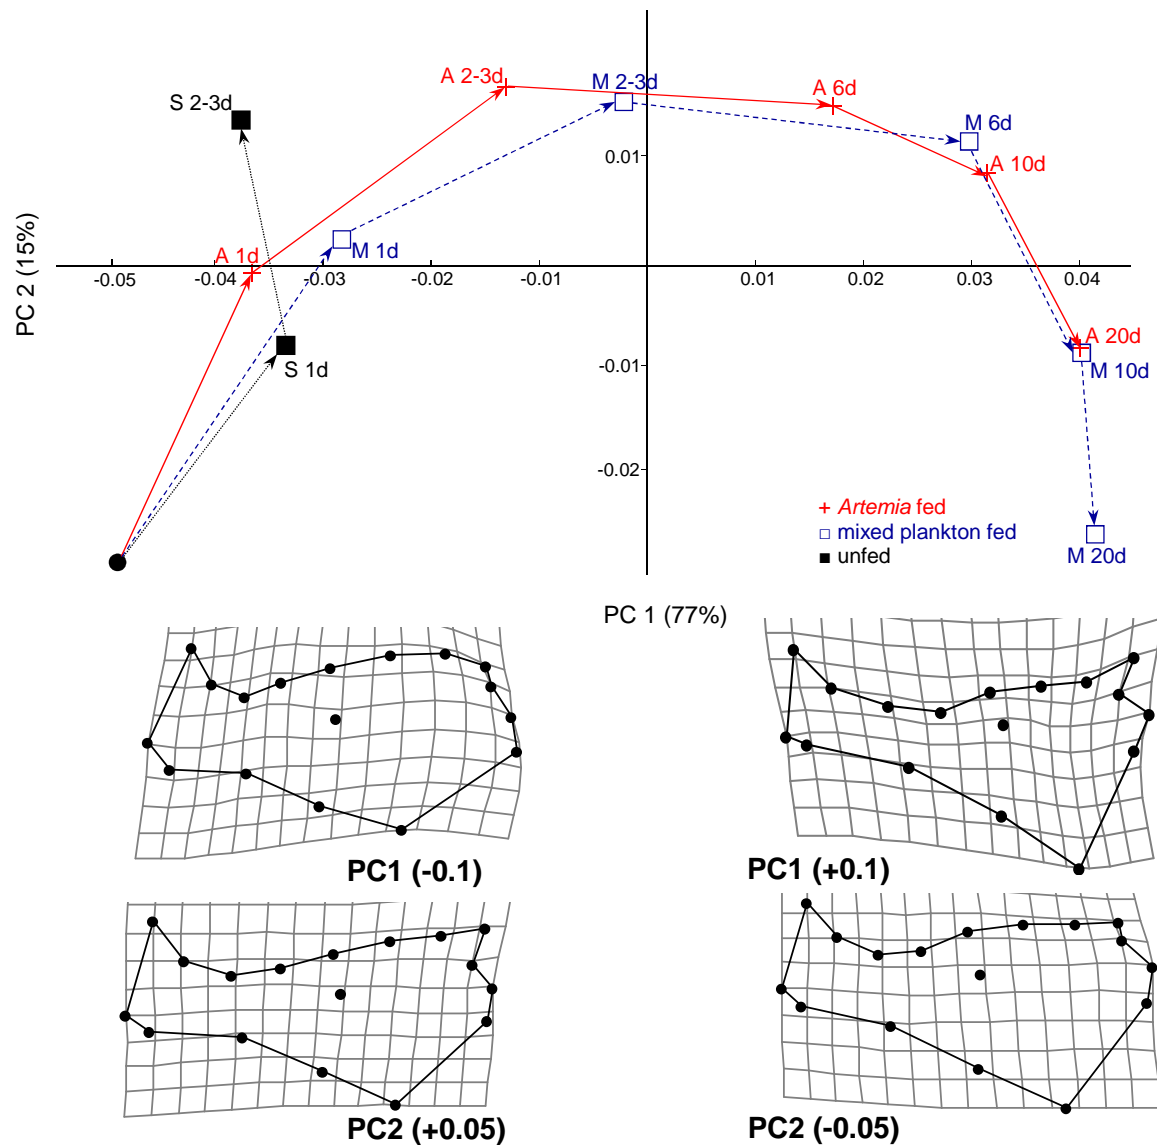 A 2-3d
M 2-3d
A 6d
S 2-3d
M 6d
0.01
A 10d
A 1d
M 1d
PC 2 (15%)
-0.05
-0.04
-0.03
-0.02
-0.01
0.01
0.02
0.03
0.04
A 20d
S 1d
-0.01
M 10d
-0.02
+ Artemia fed
□ mixed plankton fed
■ unfed
M 20d
PC 1 (77%)
PC1 (-0.1)
PC1 (+0.1)
PC2 (+0.05)
PC2 (-0.05)